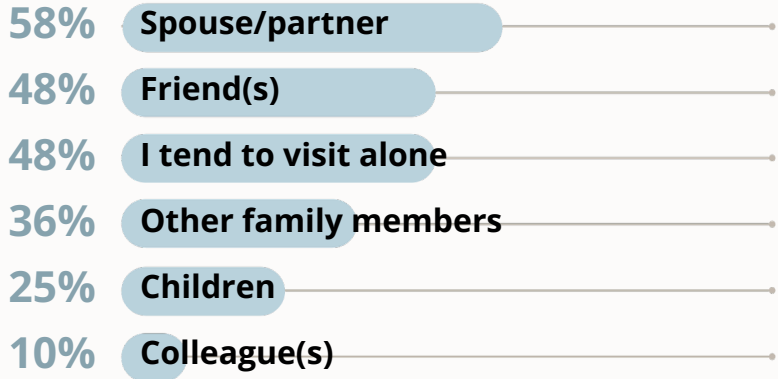 58% Spouse/partner
48% Friend(s)
48% I tend to visit alone
36% Other family members
25% Children
10% Colleague(s)